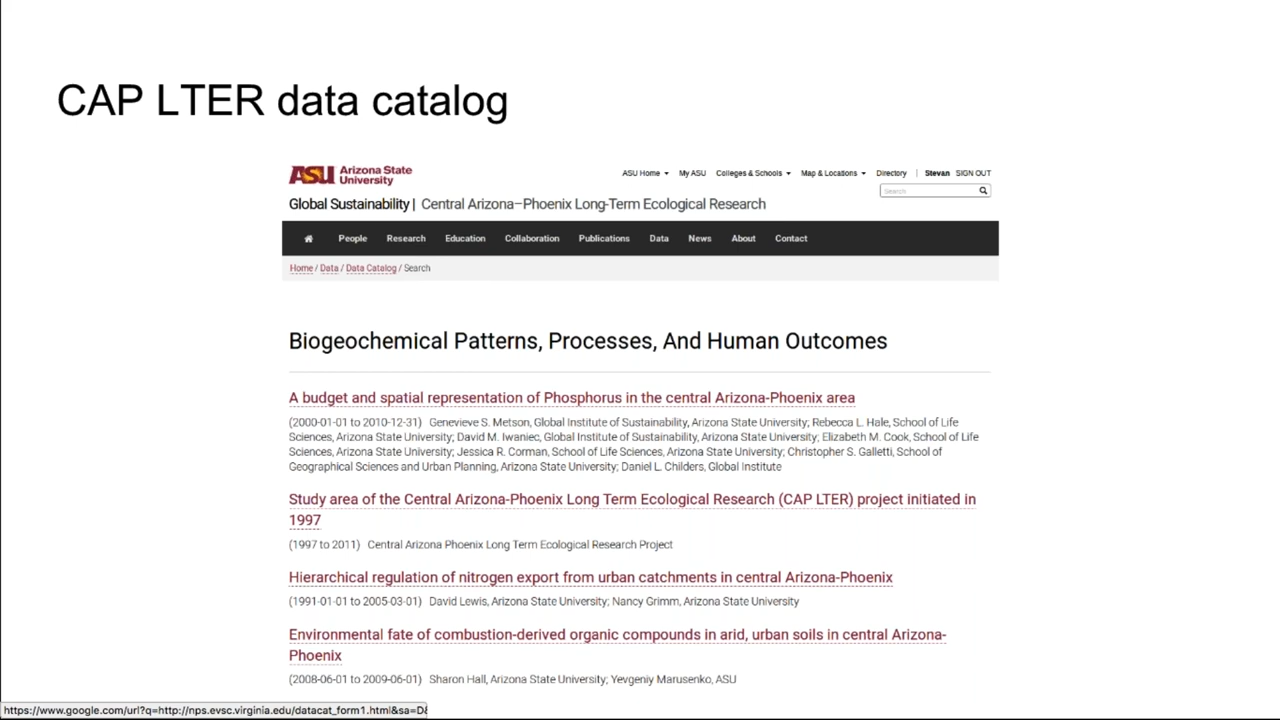 CAP LTER data catalog
ASU Arizona State University
ASU Home My ASU Colleges & Schools Map & Locations Directory | Stevan SIGN OUT
Search
Global Sustainability | Central Arizona–Phoenix Long-Term Ecological Research
People Research Education Collaboration Publications Data News About Contact
Home / Data / Data Catalog / Search
Biogeochemical Patterns, Processes, And Human Outcomes
A budget and spatial representation of Phosphorus in the central Arizona-Phoenix area
(2000-01-01 to 2010-12-31) Genevieve S. Metson, Global Institute of Sustainability, Arizona State University; Rebecca L. Hale, School of Life
Sciences, Arizona State University; David M. Iwaniec, Global Institute of Sustainability, Arizona State University; Elizabeth M. Cook, School of Life
Sciences, Arizona State University; Jessica R. Corman, School of Life Sciences, Arizona State University; Christopher S. Galletti, School of
Geographical Sciences and Urban Planning, Arizona State University; Daniel L. Childers, Global Institute
Study area of the Central Arizona-Phoenix Long Term Ecological Research (CAP LTER) project initiated in
1997
(1997 to 2011) Central Arizona Phoenix Long Term Ecological Research Project
Hierarchical regulation of nitrogen export from urban catchments in central Arizona-Phoenix
(1991-01-01 to 2005-03-01) David Lewis, Arizona State University; Nancy Grimm, Arizona State University
Environmental fate of combustion-derived organic compounds in arid, urban soils in central Arizona-
Phoenix
(2008-06-01 to 2009-06-01) Sharon Hall, Arizona State University; Yevgeniy Marusenko, ASU
https://www.google.com/url?q=http://nps.evsc.virginia.edu/datacat_form1.html&sa=D&